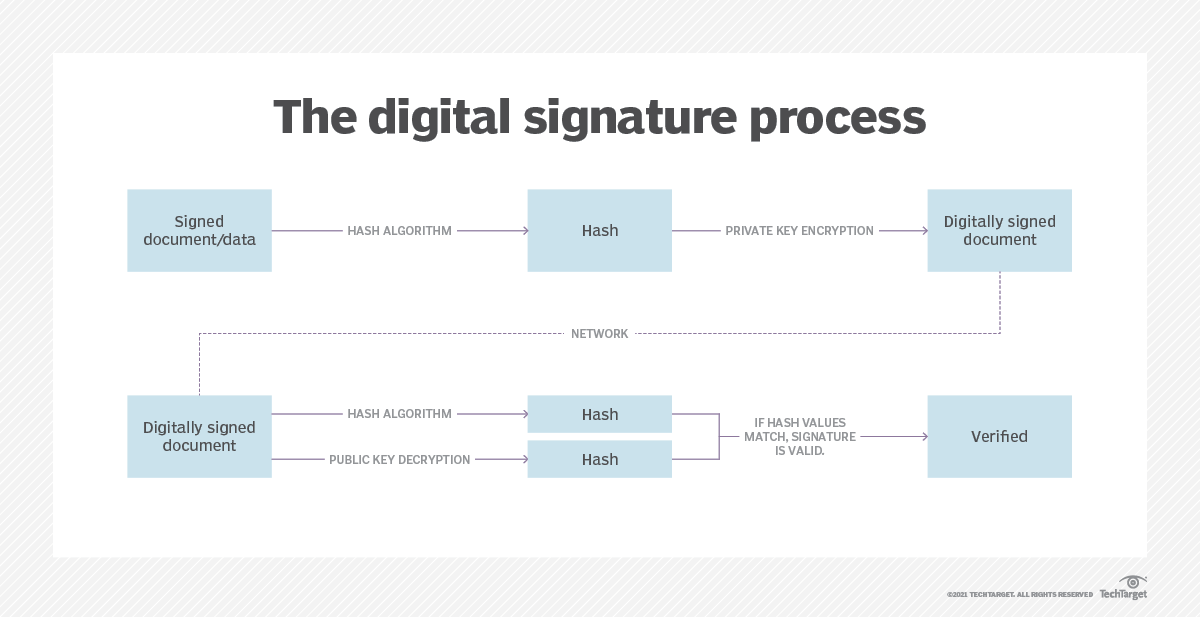 The digital signature process
Signed
document/data
HASH ALGORITHM
Hash
PRIVATE KEY ENCRYPTION
Digitally signed
document
NETWORK
Digitally signed
document
HASH ALGORITHM
Hash
PUBLIC KEY DECRYPTION
Hash
IF HASH VALUES
MATCH, SIGNATURE
IS VALID.
Verified
©2021 TECHTARGET. ALL RIGHTS RESERVED
TechTarget